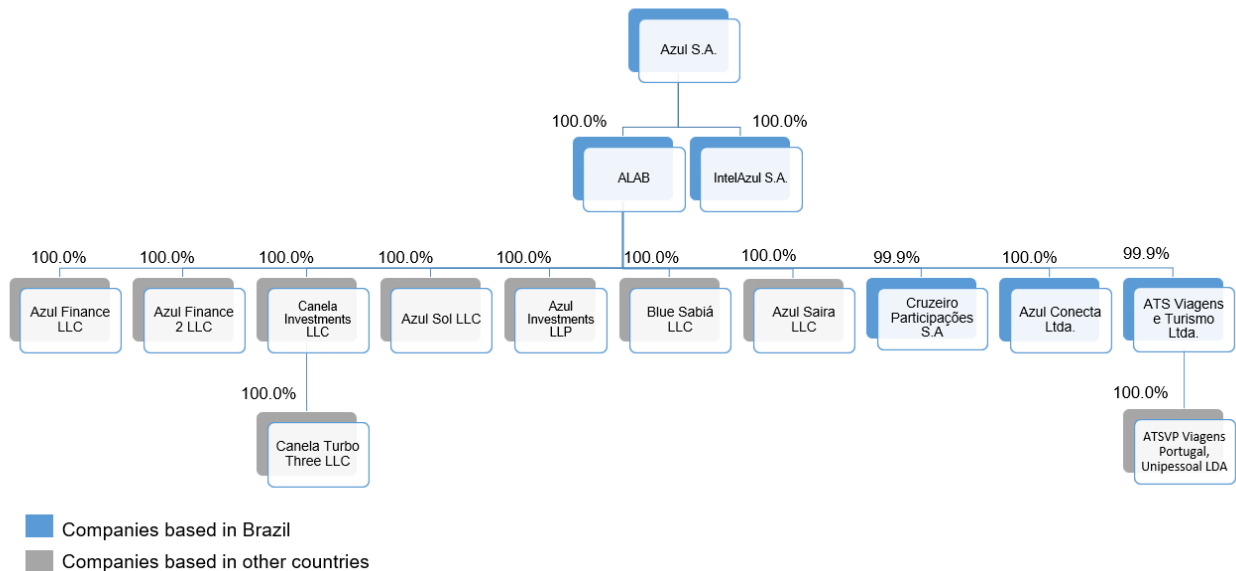 Azul S.A.
100.0%
100.0%
ALAB
IntelAzul S.A.
100.0%
100.0%
100.0%
100.0%
100.0%
100.0%
100.0%
99.9%
100.0%
99.9%
Azul Finance
LLC
Azul Finance
2 LLC
Canela
Investments
LLC
Azul Sol LLC
Azul
Investments
LLP
Blue Sabiá
LLC
Azul Saira
LLC
Cruzeiro
Participações
S.A
Azul Conecta
Ltda.
ATS Viagens
e Turismo
Ltda.
100.0%
100.0%
Canela Turbo
Three LLC
ATSVP Viagens
Portugal,
Unipessoal LDA
Companies based in Brazil
Companies based in other countries